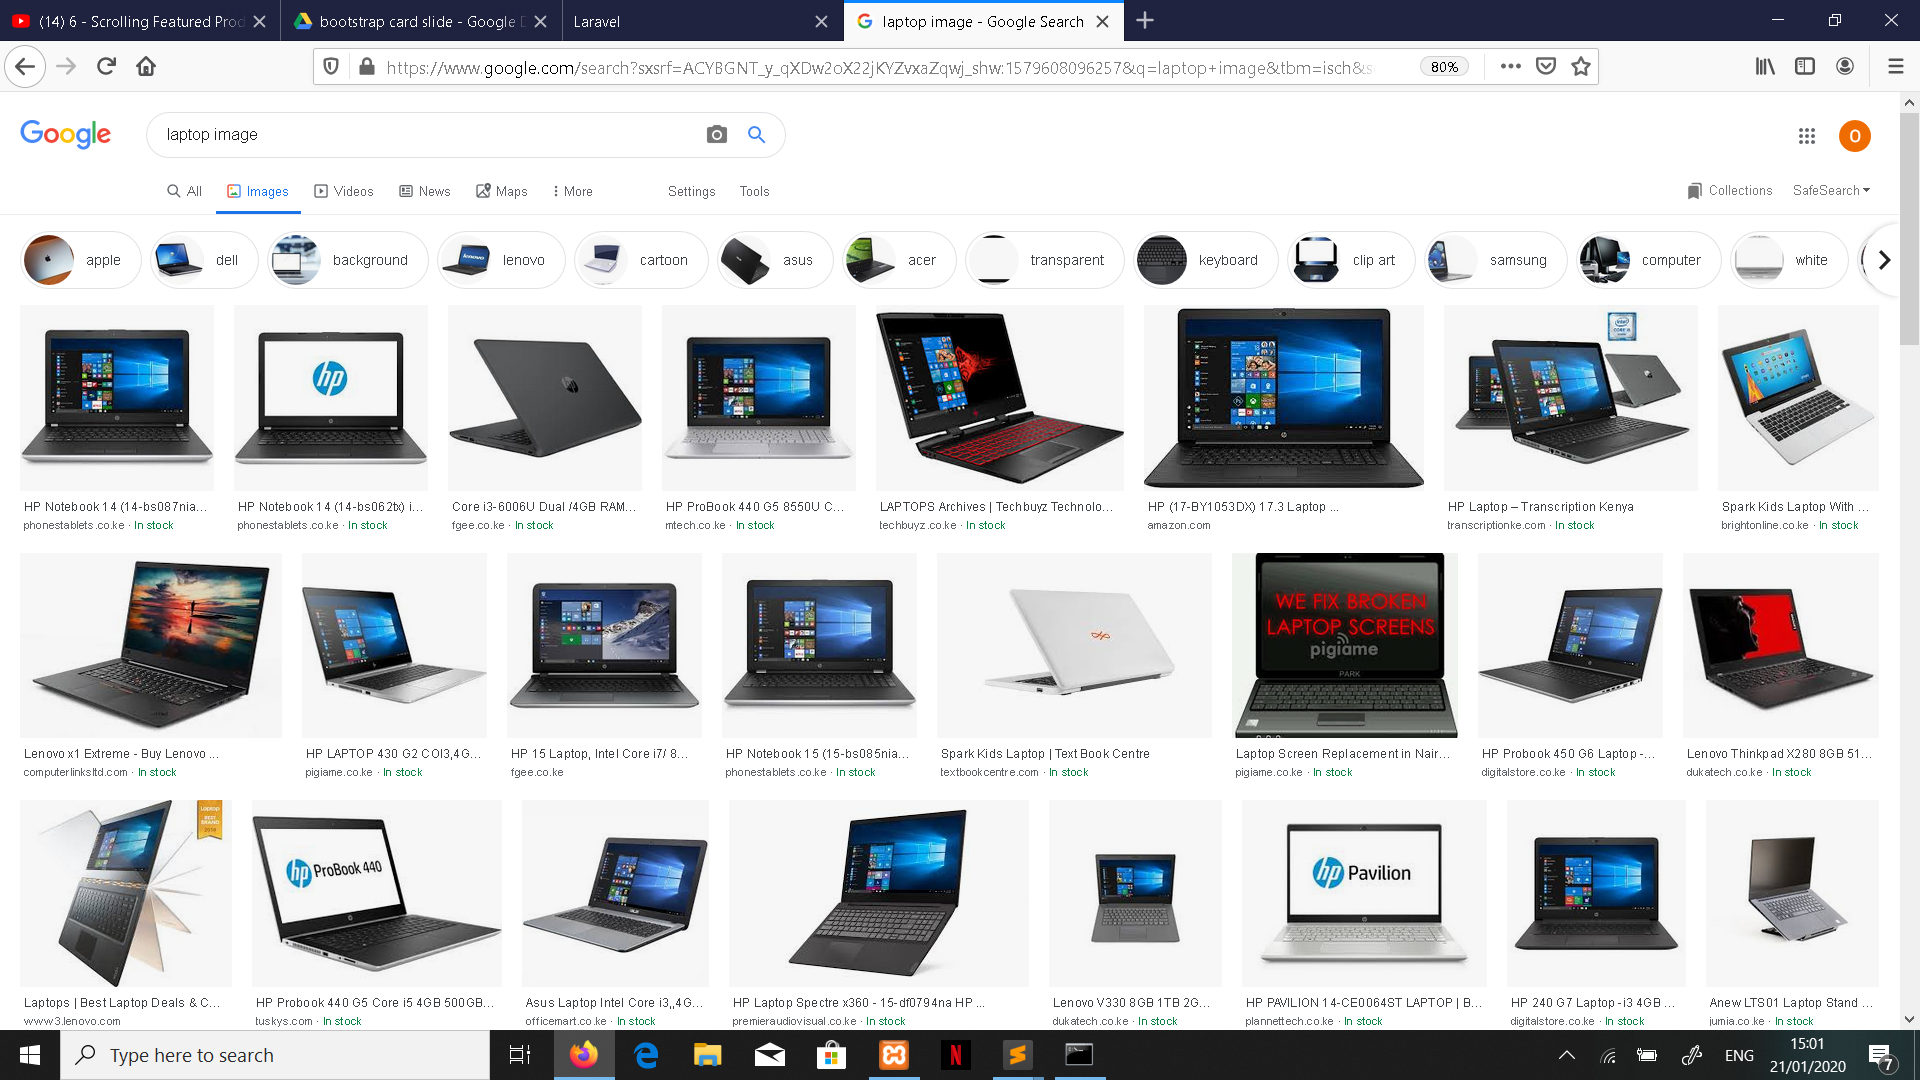 (14) 6 - Scrolling Featured Prod
bootstrap card slide - Google D
Laravel
laptop image - Google Search
https://www.google.com/search?sxsrf=ACYBGNT_y_qXDw2oX22jKYZvxaZqwj_shw:1579608096257&q=laptop+image&tbm=isch&s
80%
Google
laptop image
O
All
Images
Videos
News
Maps
More
Settings
Tools
Collections
SafeSearch
apple
dell
background
lenovo
cartoon
asus
acer
transparent
keyboard
clip art
samsung
computer
white
hp
HP Notebook 14 (14-bs087nia...
phonestablets.co.ke · In stock
HP Notebook 14 (14-bs062tx) i...
phonestablets.co.ke · In stock
Core i3-6006U Dual /4GB RAM...
fgee.co.ke · In stock
HP ProBook 440 G5 8550U C...
mtech.co.ke · In stock
LAPTOPS Archives | Techbuyz Technolo...
techbuyz.co.ke · In stock
HP (17-BY1053DX) 17.3 Laptop ...
amazon.com
HP Laptop – Transcription Kenya
transcriptionke.com · In stock
Spark Kids Laptop With ...
brightonline.co.ke · In stock
WE FIX BROKEN
LAPTOP SCREENS
pigiame
PARK
Lenovo x1 Extreme - Buy Lenovo ...
computerlinksltd.com · In stock
HP LAPTOP 430 G2 COI3,4G...
pigiame.co.ke · In stock
HP 15 Laptop, Intel Core i7/ 8...
fgee.co.ke
HP Notebook 15 (15-bs085nia...
phonestablets.co.ke · In stock
Spark Kids Laptop | Text Book Centre
textbookcentre.com · In stock
Laptop Screen Replacement in Nair...
pigiame.co.ke · In stock
HP Probook 450 G6 Laptop -...
digitalstore.co.ke · In stock
Lenovo Thinkpad X280 8GB 51...
dukatech.co.ke · In stock
hp ProBook 440
hp Pavilion
Laptops | Best Laptop Deals & C...
www3.lenovo.com
HP Probook 440 G5 Core i5 4GB 500GB...
tuskys.com · In stock
Asus Laptop Intel Core i3,,4G...
officemart.co.ke · In stock
HP Laptop Spectre x360 - 15-df0794na HP ...
premieraudiovisual.co.ke · In stock
Lenovo V330 8GB 1TB 2G...
dukatech.co.ke · In stock
HP PAVILION 14-CE0064ST LAPTOP | B...
plannettech.co.ke · In stock
HP 240 G7 Laptop -i3 4GB ...
digitalstore.co.ke · In stock
Anew LTS01 Laptop Stand ...
jumia.co.ke · In stock
Type here to search
ENG
15:01
21/01/2020
7